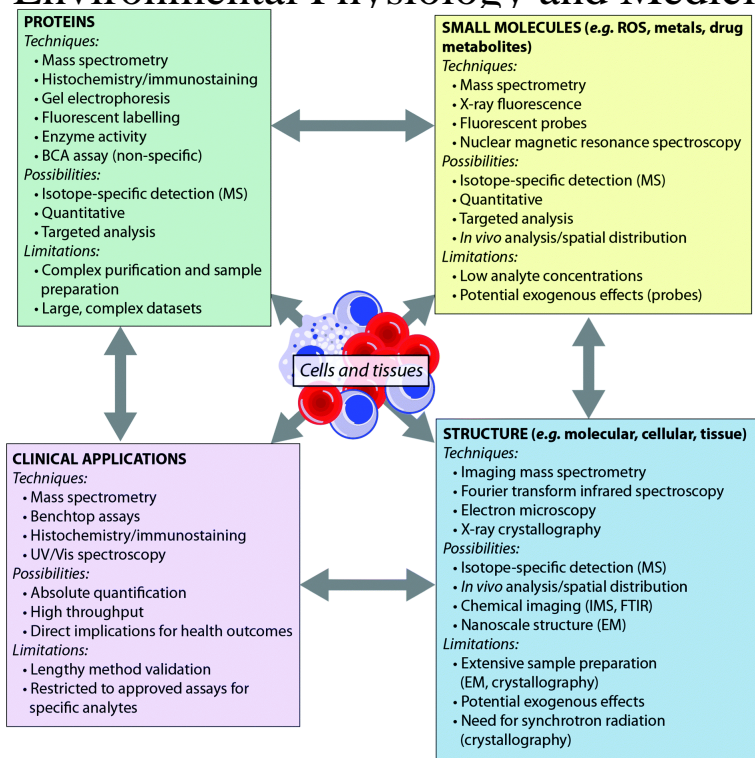 Environmental Physiology and Medicine
PROTEINS
Techniques:
• Mass spectrometry
• Histochemistry/immunostaining
• Gel electrophoresis
• Fluorescent labelling
• Enzyme activity
• BCA assay (non-specific)
Possibilities:
• Isotope-specific detection (MS)
• Quantitative
• Targeted analysis
Limitations:
• Complex purification and sample
preparation
• Large, complex datasets
SMALL MOLECULES (e.g. ROS, metals, drug
metabolites)
Techniques:
• Mass spectrometry
• X-ray fluorescence
• Fluorescent probes
• Nuclear magnetic resonance spectroscopy
Possibilities:
• Isotope-specific detection (MS)
• Quantitative
• Targeted analysis
• In vivo analysis/spatial distribution
Limitations:
• Low analyte concentrations
• Potential exogenous effects (probes)
Cells and tissues
CLINICAL APPLICATIONS
Techniques:
• Mass spectrometry
• Benchtop assays
• Histochemistry/immunostaining
• UV/Vis spectroscopy
Possibilities:
• Absolute quantification
• High throughput
• Direct implications for health outcomes
Limitations:
• Lengthy method validation
• Restricted to approved assays for
specific analytes
STRUCTURE (e.g. molecular, cellular, tissue)
Techniques:
• Imaging mass spectrometry
• Fourier transform infrared spectroscopy
• Electron microscopy
• X-ray crystallography
Possibilities:
• Isotope-specific detection (MS)
• In vivo analysis/spatial distribution
• Chemical imaging (IMS, FTIR)
• Nanoscale structure (EM)
Limitations:
• Extensive sample preparation
(EM, crystallography)
• Potential exogenous effects
• Need for synchrotron radiation
(crystallography)